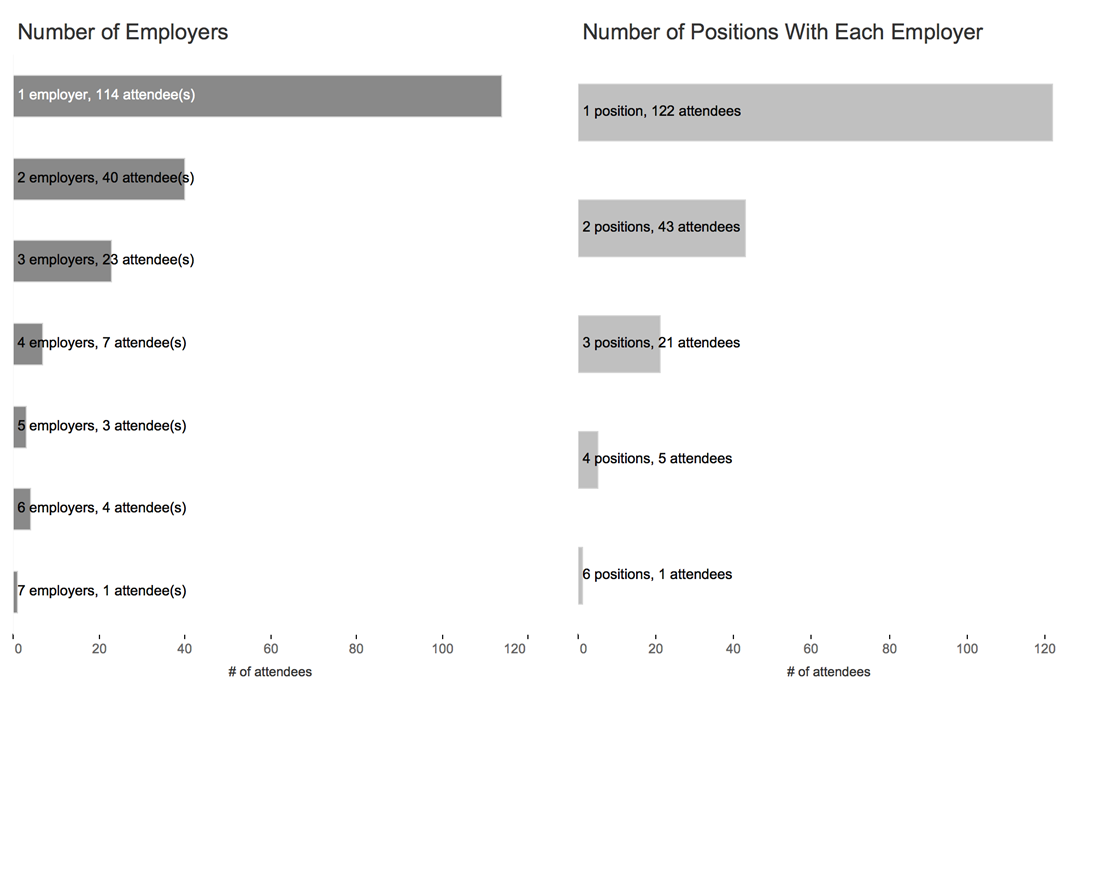 Number of Employers
1 employer, 114 attendee(s)
2 employers, 40 attendee(s)
3 employers, 23 attendee(s)
4 employers, 7 attendee(s)
5 employers, 3 attendee(s)
6 employers, 4 attendee(s)
7 employers, 1 attendee(s)
0 20 40 60 80 100 120
# of attendees
Number of Positions With Each Employer
1 position, 122 attendees
2 positions, 43 attendees
3 positions, 21 attendees
4 positions, 5 attendees
6 positions, 1 attendees
0 20 40 60 80 100 120
# of attendees